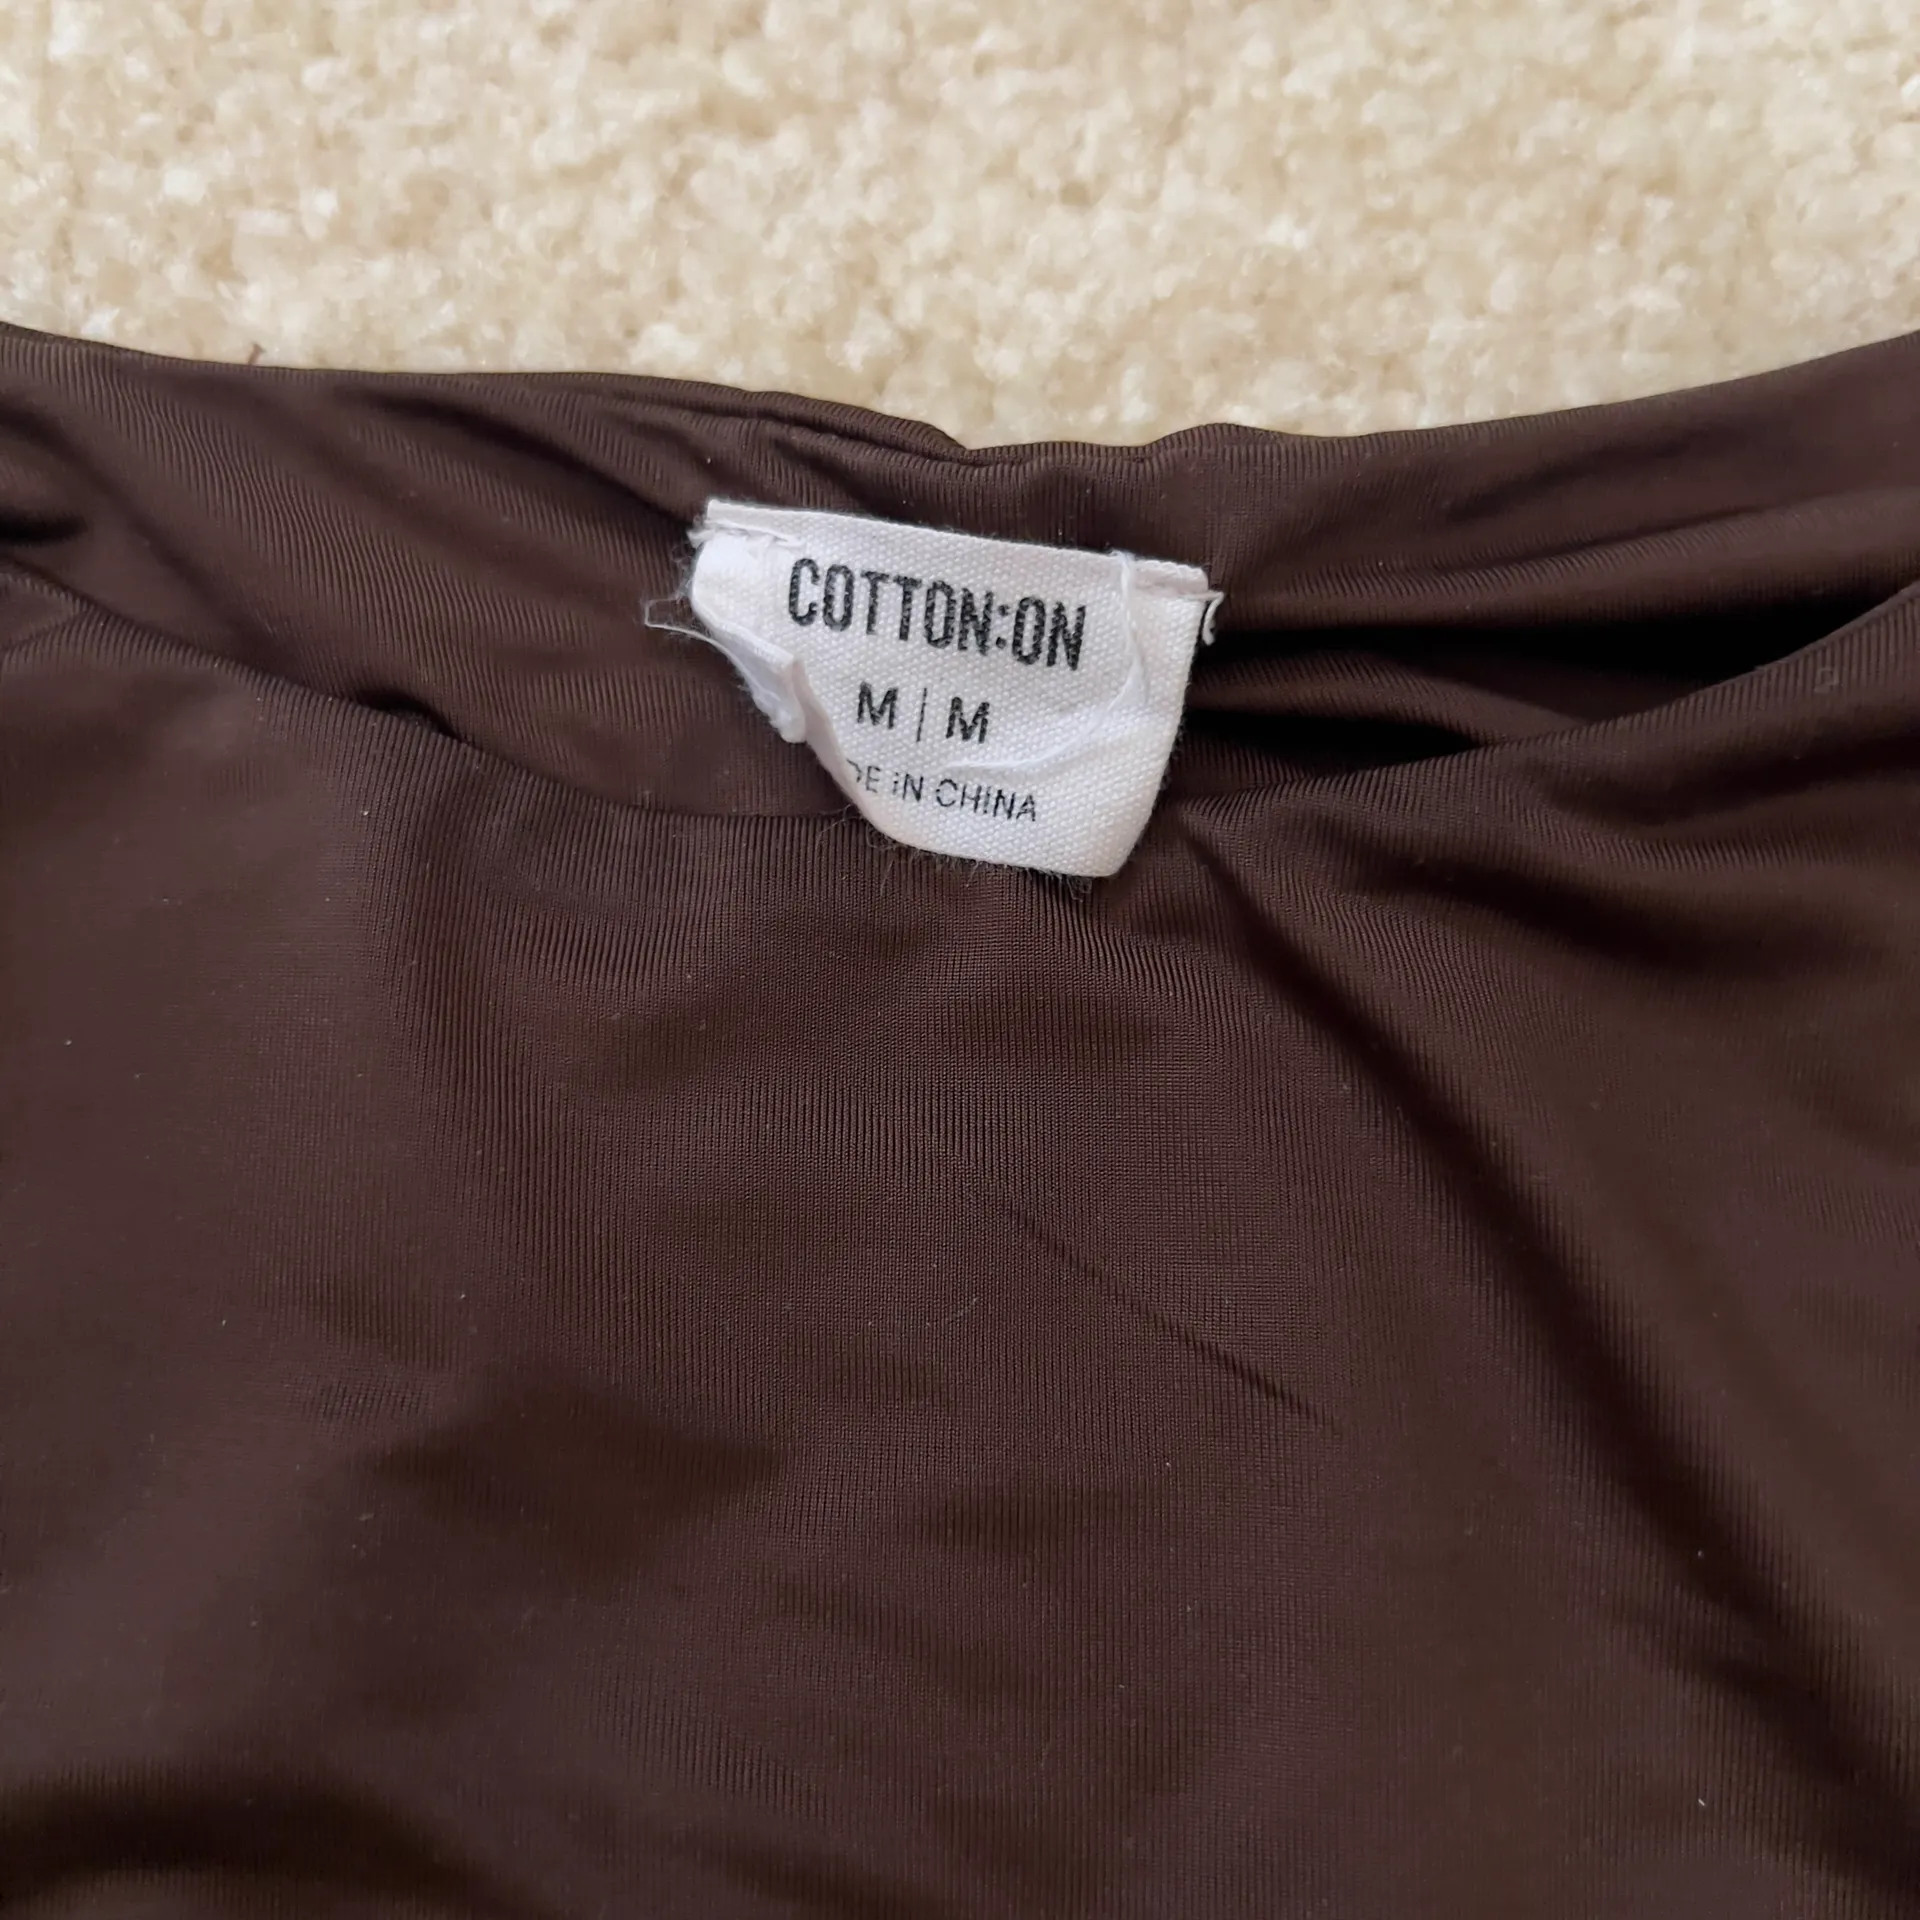 COTTON:ON
M | M
DE IN CHINA